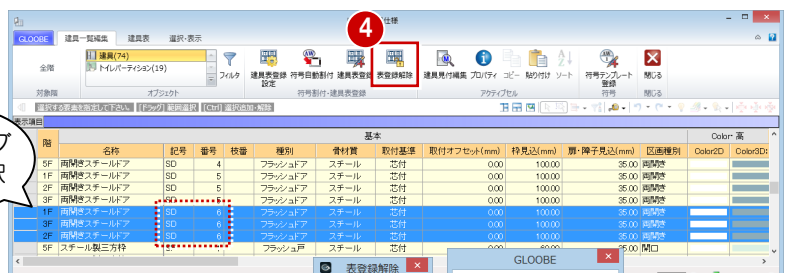 仕様
4
GLOOBE 建具一覧編集 建具表 選択・表示
全階
建具(74)
トイレパーティション(19)
フィルタ
建具表登録設定
符号自動割付
建具表登録
表登録解除
建具見付編集
プロパティ
コピー
貼り付け
ソート
符号テンプレート登録
閉じる
対象階 オブジェクト 符号割付・建具表登録 アクティブセル 符号 閉じる
選択する要素を指定して下さい。 [ドラッグ] 範囲選択 [Ctrl] 選択追加・解除
表示項目
基本 Color・高
階 名称 記号 番号 枝番 種別 骨材質 取付基準 取付オフセット(mm) 枠見込(mm) 扉・障子見込(mm) 区画種別 Color2D Color3D:
5F 両開きスチールドア SD 4 フラッシュドア スチール 芯付 0.00 100.00 35.00 両開き
1F 両開きスチールドア SD 5 フラッシュドア スチール 芯付 0.00 100.00 35.00 両開き
2F 両開きスチールドア SD 5 フラッシュドア スチール 芯付 0.00 100.00 35.00 両開き
3F 両開きスチールドア SD 5 フラッシュドア スチール 芯付 0.00 100.00 35.00 両開き
1F 両開きスチールドア SD 6 フラッシュドア スチール 芯付 0.00 100.00 35.00 両開き
3F 両開きスチールドア SD 6 フラッシュドア スチール 芯付 0.00 100.00 35.00 両開き
2F 両開きスチールドア SD 6 フラッシュドア スチール 芯付 0.00 100.00 35.00 両開き
5F スチール製三方枠 フラッシュ戸 スチール 芯付 0.00 35.00 開口
グ
択
表登録解除
GLOOBE